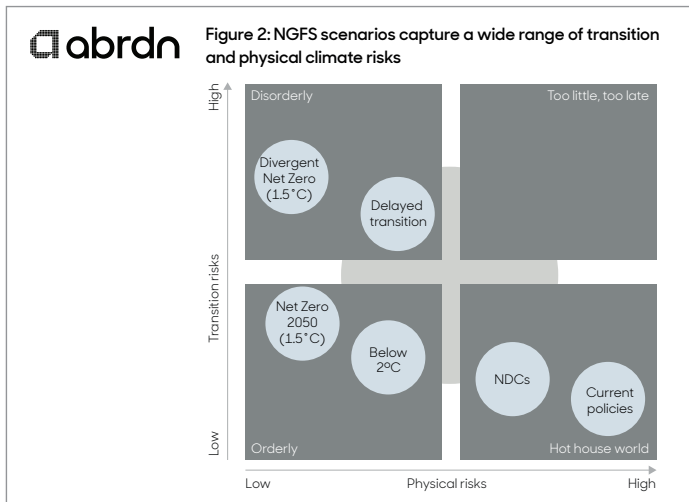 abrdn
Figure 2: NGFS scenarios capture a wide range of transition
and physical climate risks
High
Transition risks
Low
Disorderly
Too little, too late
Divergent
Net Zero
(1.5˚C)
Delayed
transition
Net Zero
2050
(1.5˚C)
Below
2ºC
NDCs
Current
policies
Orderly
Hot house world
Low
Physical risks
High